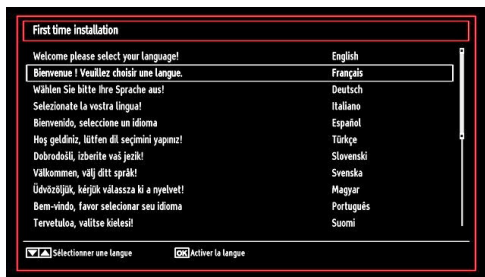 First time installation
Welcome please select your language! English
Bienvenue ! Veuillez choisir une langue. Français
Wählen Sie bitte Ihre Sprache aus! Deutsch
Selezionate la vostra lingua! Italiano
Bienvenido, seleccione un idioma Español
Hoş geldiniz, lütfen dil seçimini yapınız! Türkçe
Dobrodošli, izberite vaš jezik! Slovenski
Välkommen, välj ditt språk! Svenska
Üdvözöljük, kérjük válassza ki a nyelvet! Magyar
Bem-vindo, favor selecionar seu idioma Português
Tervetuloa, valitse kielesi! Suomi
Sélectionner une langue OK Activer la langue